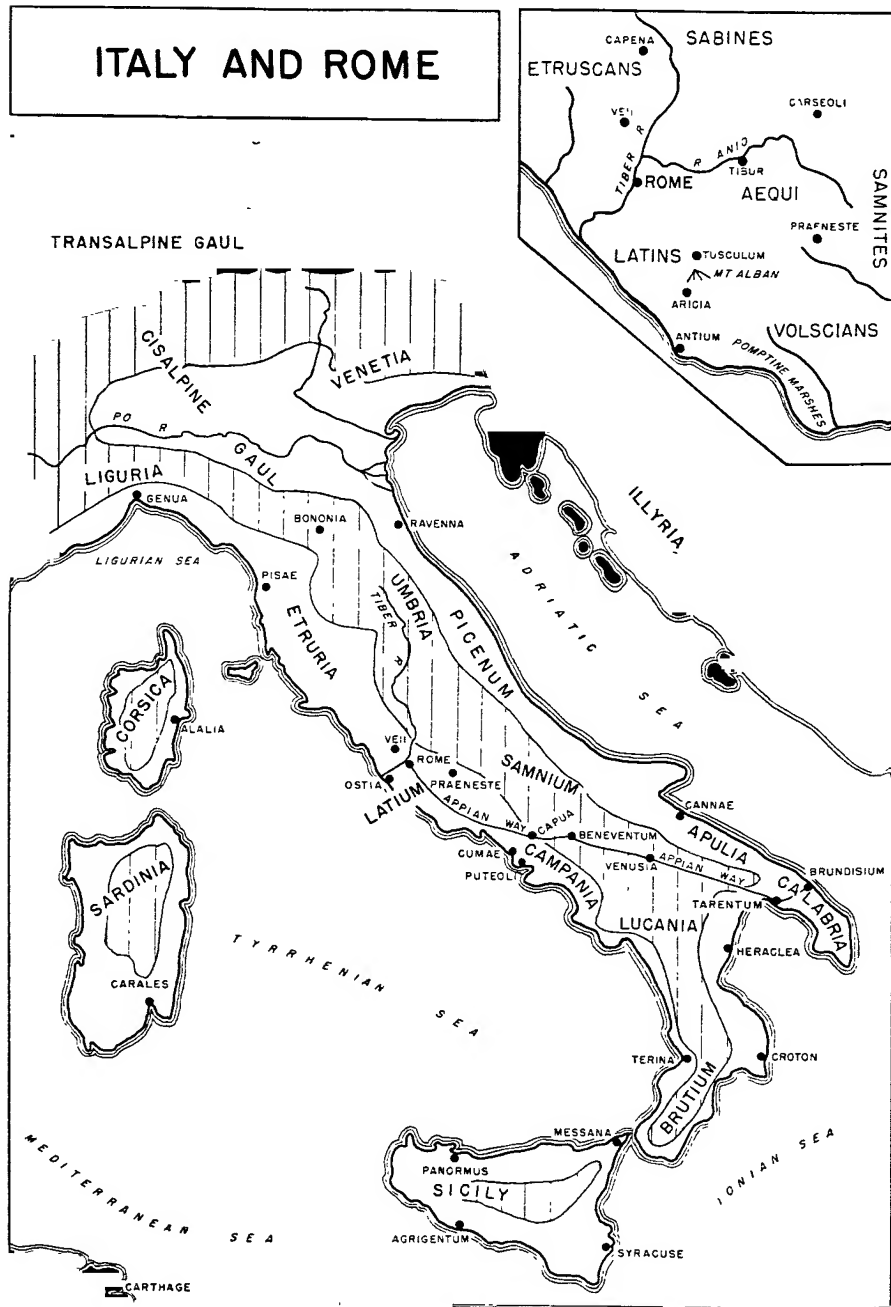 ITALY AND ROME
CAPENA
SABINES
ETRUSCANS
VEII
CARSEOLI
TIBER R
R ANIO
TIBUR
ROME
AEQUI
SAMNITES
PRAENESTE
LATINS
TUSCULUM
MT ALBAN
ARICIA
ANTIUM
VOLSCIANS
POMPTINE MARSHES
TRANSALPINE GAUL
CISALPINE
GAUL
VENETIA
PO R
LIGURIA
GENUA
BONONIA
RAVENNA
ILLYRIA
LIGURIAN SEA
PISAE
ADRIATIC SEA
UMBRIA
TIBER R
ETRURIA
PICENUM
CORSICA
ALALIA
VEII
ROME
OSTIA
PRAENESTE
LATIUM
SAMNIUM
APPIAN WAY
CAPUA
CANNAE
APULIA
BENEVENTUM
CUMAE
PUTEOLI
CAMPANIA
VENUSIA
APPIAN WAY
BRUNDISIUM
CALABRIA
TARENTUM
SARDINIA
LUCANIA
HERACLEA
TYRRHENIAN SEA
CARALES
TERINA
CROTON
BRUTIUM
MESSANA
IONIAN SEA
MEDITERRANEAN SEA
PANORMUS
SICILY
AGRIGENTUM
SYRACUSE
CARTHAGE